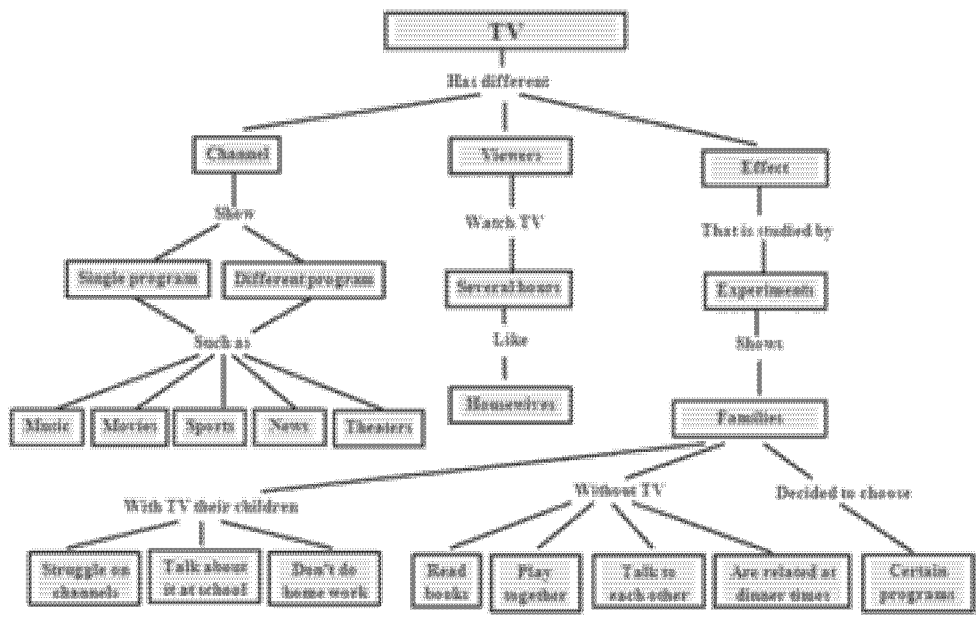 TV
Has different
Channel
Viewers
Effect
Show
Watch TV
That is studied by
Single program
Different program
Several hours
Experiments
Such as
Like
Shows
Music
Movies
Sports
News
Theaters
Housewives
Families
With TV their children
Without TV
Decided to choose
Struggle on
channels
Talk about
it at school
Don't do
home work
Read
books
Play
together
Talk to
each other
Are related at
dinner times
Certain
programs